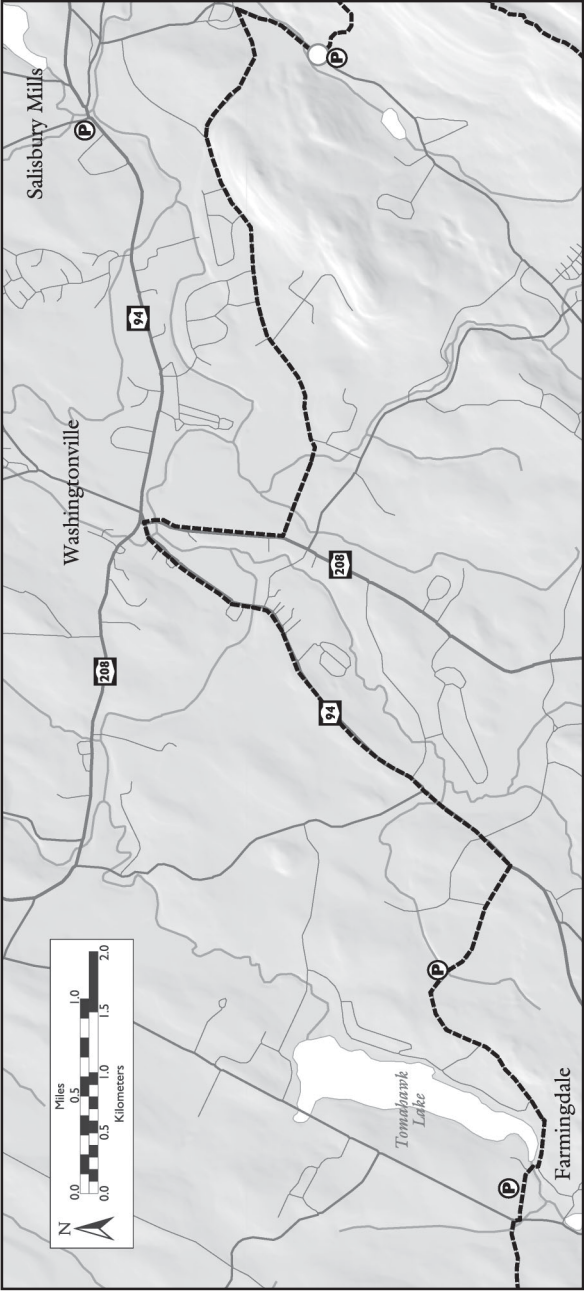 Salisbury Mills
P
P
94
Washingtonville
208
208
94
P
Tomahawk
Lake
P
Farmingdale
N
Miles
0.0
0.5
1.0
0.0
0.5
1.0
1.5
2.0
Kilometers